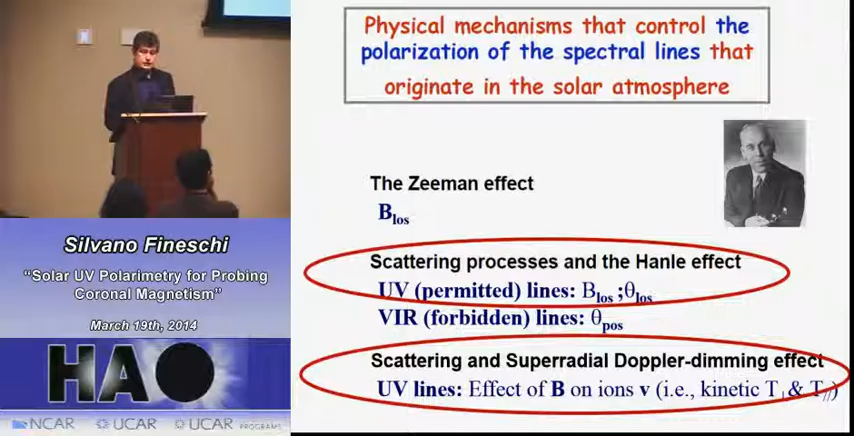 Physical mechanisms that control the
polarization of the spectral lines that
originate in the solar atmosphere
The Zeeman effect
Blos
Scattering processes and the Hanle effect
UV (permitted) lines: Blos ;θlos
VIR (forbidden) lines: θpos
Scattering and Superradial Doppler-dimming effect
UV lines: Effect of B on ions v (i.e., kinetic T⊥& T//)
Silvano Fineschi
“Solar UV Polarimetry for Probing
Coronal Magnetism”
March 19th, 2014
HAO
NCAR UCAR UCAR PROGRAMS